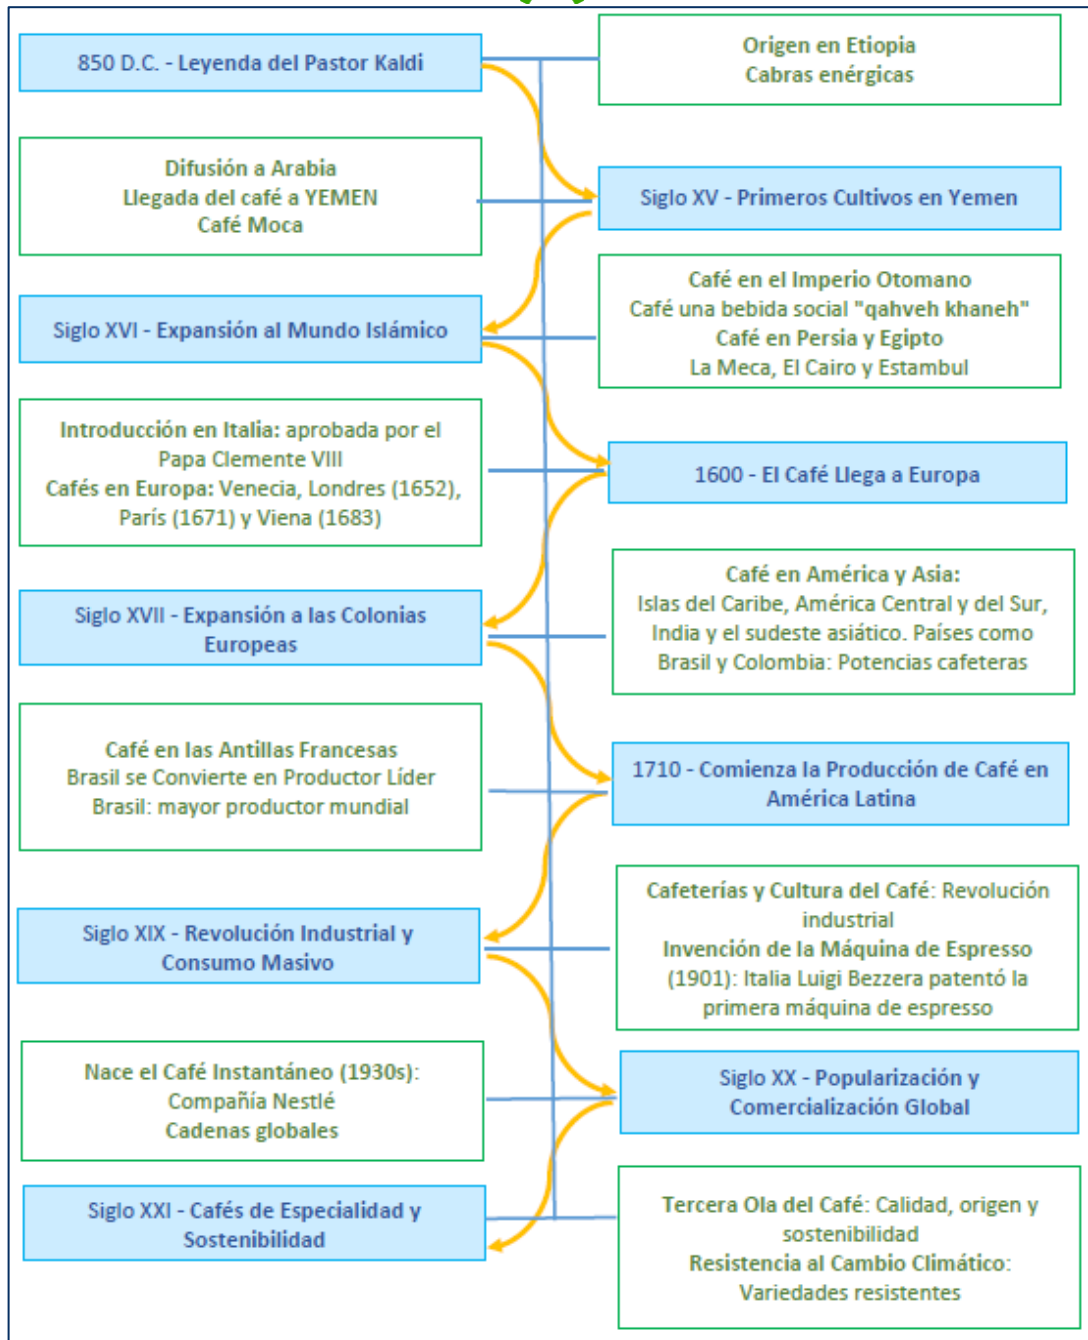 850 D.C. - Leyenda del Pastor Kaldi
Origen en Etiopia
Cabras enérgicas
Difusión a Arabia
Llegada del café a YEMEN
Café Moca
Siglo XV - Primeros Cultivos en Yemen
Siglo XVI - Expansión al Mundo Islámico
Café en el Imperio Otomano
Café una bebida social "qahveh khaneh"
Café en Persia y Egipto
La Meca, El Cairo y Estambul
Introducción en Italia: aprobada por el
Papa Clemente VIII
Cafés en Europa: Venecia, Londres (1652),
París (1671) y Viena (1683)
1600 - El Café Llega a Europa
Siglo XVII - Expansión a las Colonias
Europeas
Café en América y Asia:
Islas del Caribe, América Central y del Sur,
India y el sudeste asiático. Países como
Brasil y Colombia: Potencias cafeteras
Café en las Antillas Francesas
Brasil se Convierte en Productor Líder
Brasil: mayor productor mundial
1710 - Comienza la Producción de Café en
América Latina
Siglo XIX - Revolución Industrial y
Consumo Masivo
Cafeterías y Cultura del Café: Revolución
industrial
Invención de la Máquina de Espresso
(1901): Italia Luigi Bezzera patentó la
primera máquina de espresso
Nace el Café Instantáneo (1930s):
Compañía Nestlé
Cadenas globales
Siglo XX - Popularización y
Comercialización Global
Siglo XXI - Cafés de Especialidad y
Sostenibilidad
Tercera Ola del Café: Calidad, origen y
sostenibilidad
Resistencia al Cambio Climático:
Variedades resistentes